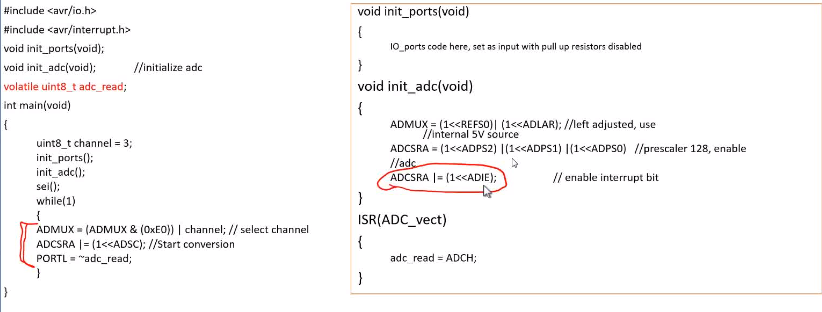 #include <avr/io.h>
#include <avr/interrupt.h>
void init_ports(void);
void init_adc(void); //initialize adc
volatile uint8_t adc_read;
int main(void)
{
uint8_t channel = 3;
init_ports();
init_adc();
sei();
while(1)
{
ADMUX = (ADMUX & (0xE0)) | channel; // select channel
ADCSRA |= (1<<ADSC); //Start conversion
PORTL = ~adc_read;
}
}
void init_ports(void)
{
IO_ports code here, set as input with pull up resistors disabled
}
void init_adc(void)
{
ADMUX = (1<<REFS0)| (1<<ADLAR); //left adjusted, use
//internal 5V source
ADCSRA = (1<<ADPS2) |(1<<ADPS1) |(1<<ADPS0) //prescaler 128, enable
//adc
ADCSRA |= (1<<ADIE); // enable interrupt bit
}
ISR(ADC_vect)
{
adc_read = ADCH;
}